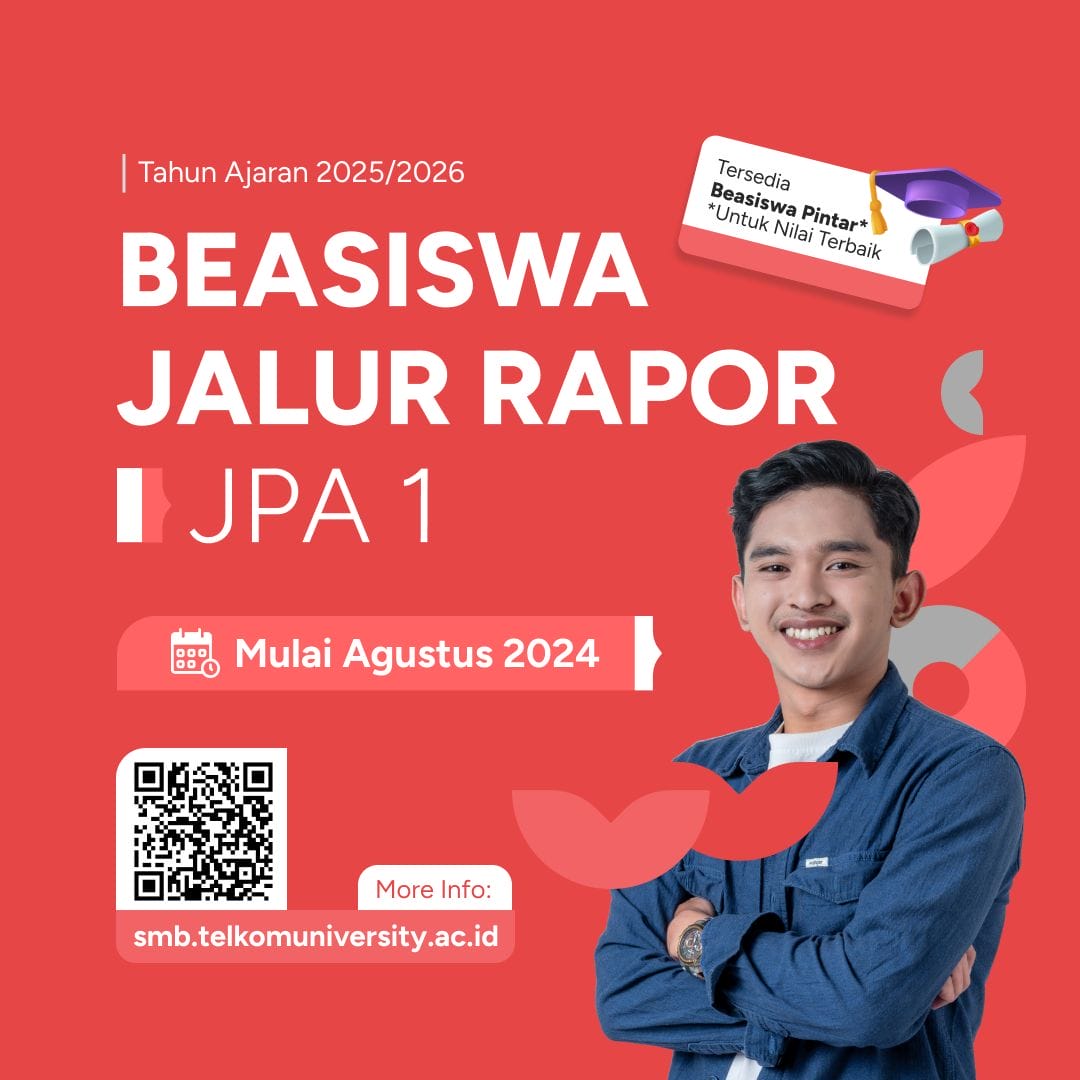 Tahun Ajaran 2025/2026
BEASISWA
JALUR RAPOR
JPA 1
Tersedia
Beasiswa Pintar*
*Untuk Nilai Terbaik
Mulai Agustus 2024
More Info:
smb.telkomuniversity.ac.id